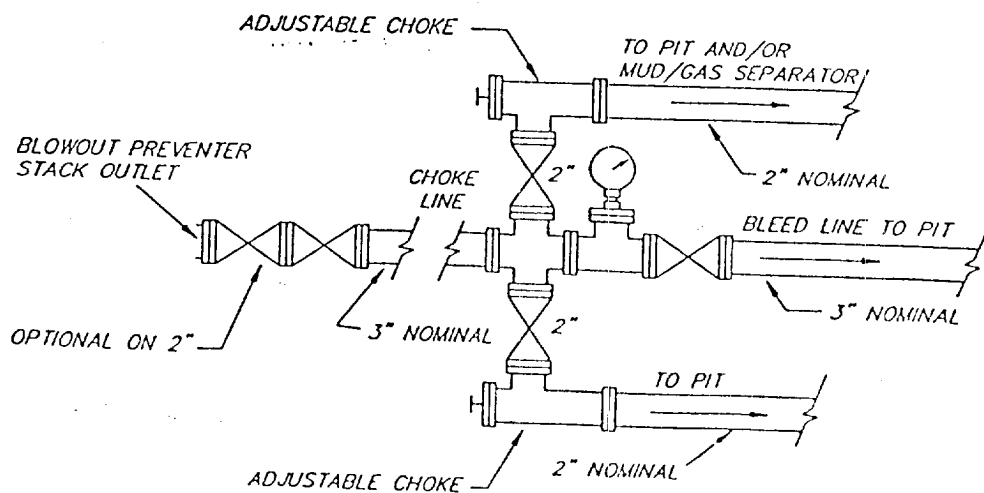 ADJUSTABLE CHOKE
TO PIT AND/OR
MUD/GAS SEPARATOR
BLOWOUT PREVENTER
STACK OUTLET
2"
2" NOMINAL
CHOKE
LINE
BLEED LINE TO PIT
OPTIONAL ON 2"
3" NOMINAL
2"
3" NOMINAL
TO PIT
2" NOMINAL
ADJUSTABLE CHOKE